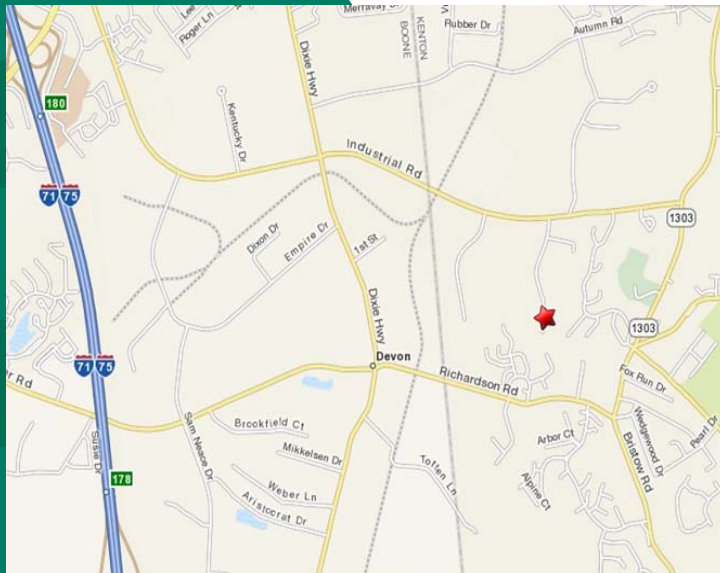 Merravay Dr
Rubber Dr
Autumn Rd
Roger Ln
BOONE
KENTON
Dixie Hwy
180
Kentucky Dr
Industrial Rd
71 75
1303
Dixon Dr
Empire Dr
1st St
Dixie Hwy
1303
71 75
Devon
Richardson Rd
Fox Run Dr
Pearl Dr
Wedgewood Dr
Bristow Rd
Sam Neace Dr
Brookfield Ct
Arbor Ct
Susie Dr
Mikkelsen Dr
178
Weber Ln
Toffen Ln
Alpine Ct
Aristocrat Dr